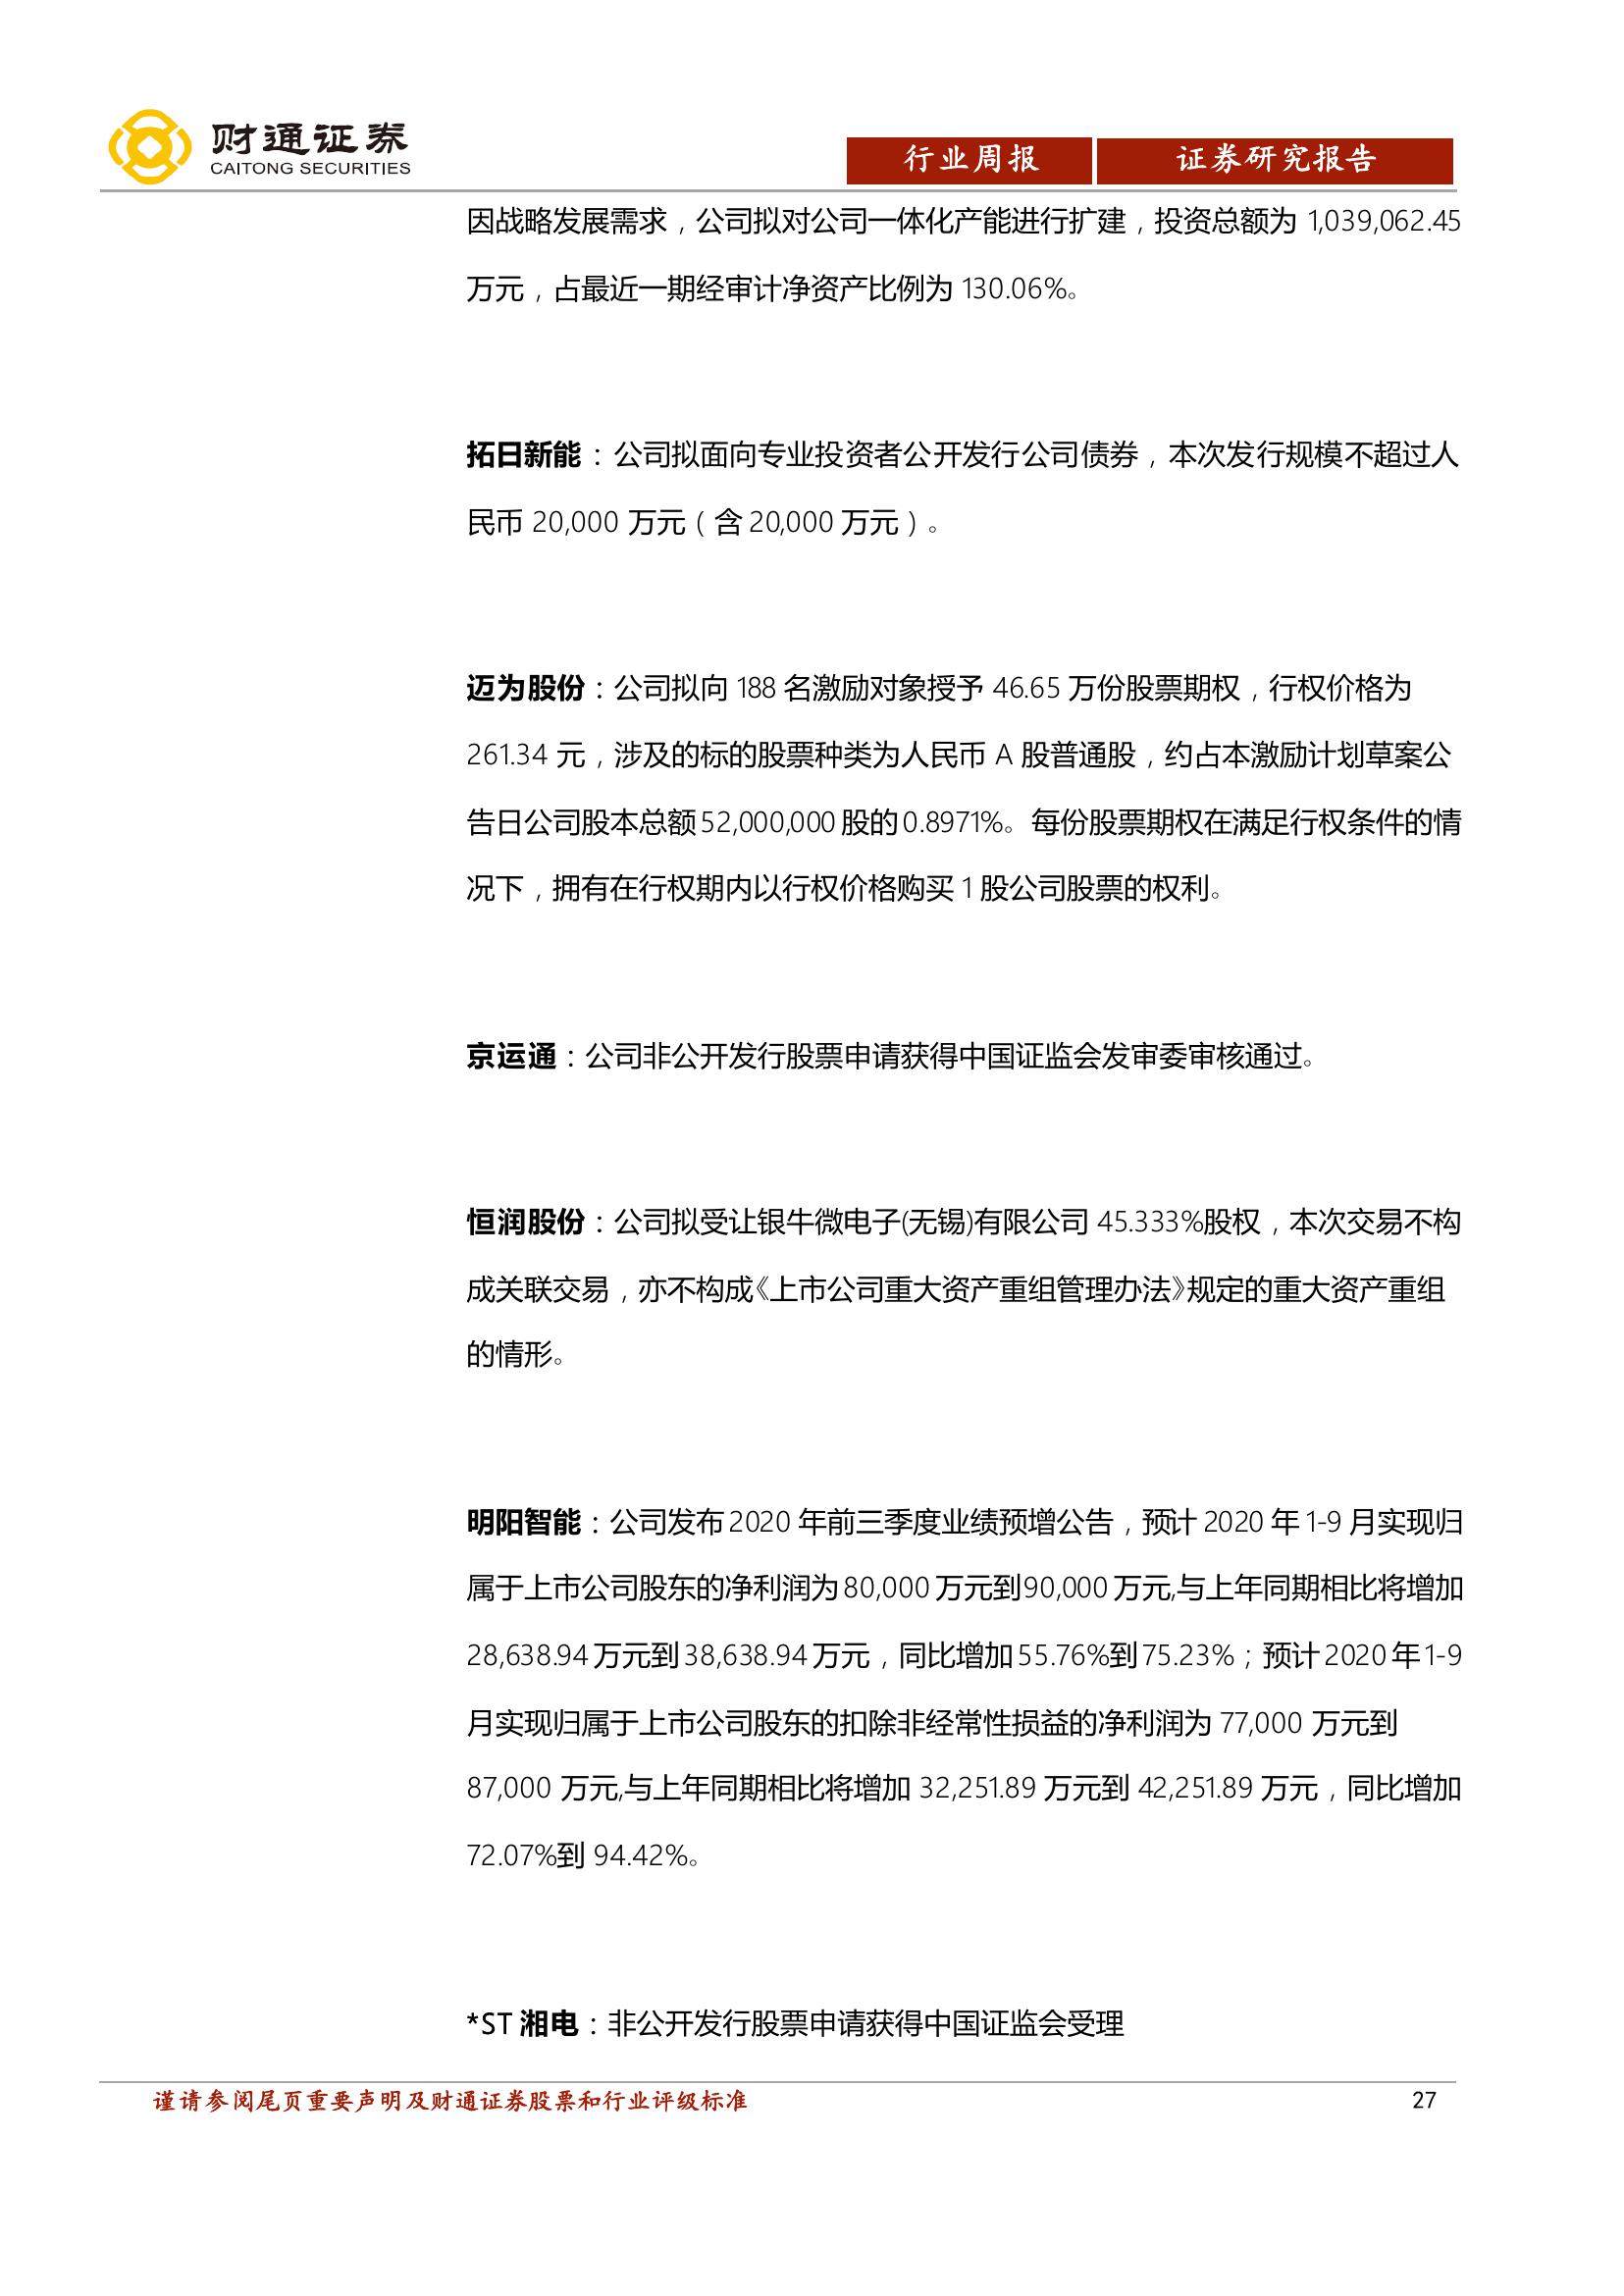 财通证券
CAITONG SECURITIES
行业周报
证券研究报告
因战略发展需求，公司拟对公司一体化产能进行扩建，投资总额为 1,039,062.45
万元，占最近一期经审计净资产比例为 130.06%。
拓日新能：公司拟面向专业投资者公开发行公司债券，本次发行规模不超过人
民币 20,000 万元（含 20,000 万元）。
迈为股份：公司拟向 188 名激励对象授予 46.65 万份股票期权，行权价格为
261.34 元，涉及的标的股票种类为人民币 A 股普通股，约占本激励计划草案公
告日公司股本总额 52,000,000 股的 0.8971%。每份股票期权在满足行权条件的情
况下，拥有在行权期内以行权价格购买 1 股公司股票的权利。
京运通：公司非公开发行股票申请获得中国证监会发审委审核通过。
恒润股份：公司拟受让银牛微电子(无锡)有限公司 45.333%股权，本次交易不构
成关联交易，亦不构成《上市公司重大资产重组管理办法》规定的重大资产重组
的情形。
明阳智能：公司发布 2020 年前三季度业绩预增公告，预计 2020 年 1-9 月实现归
属于上市公司股东的净利润为 80,000 万元到 90,000 万元,与上年同期相比将增加
28,638.94 万元到 38,638.94 万元，同比增加 55.76%到 75.23%；预计 2020 年 1-9
月实现归属于上市公司股东的扣除非经常性损益的净利润为 77,000 万元到
87,000 万元,与上年同期相比将增加 32,251.89 万元到 42,251.89 万元，同比增加
72.07%到 94.42%。
*ST 湘电：非公开发行股票申请获得中国证监会受理
谨请参阅尾页重要声明及财通证券股票和行业评级标准
27